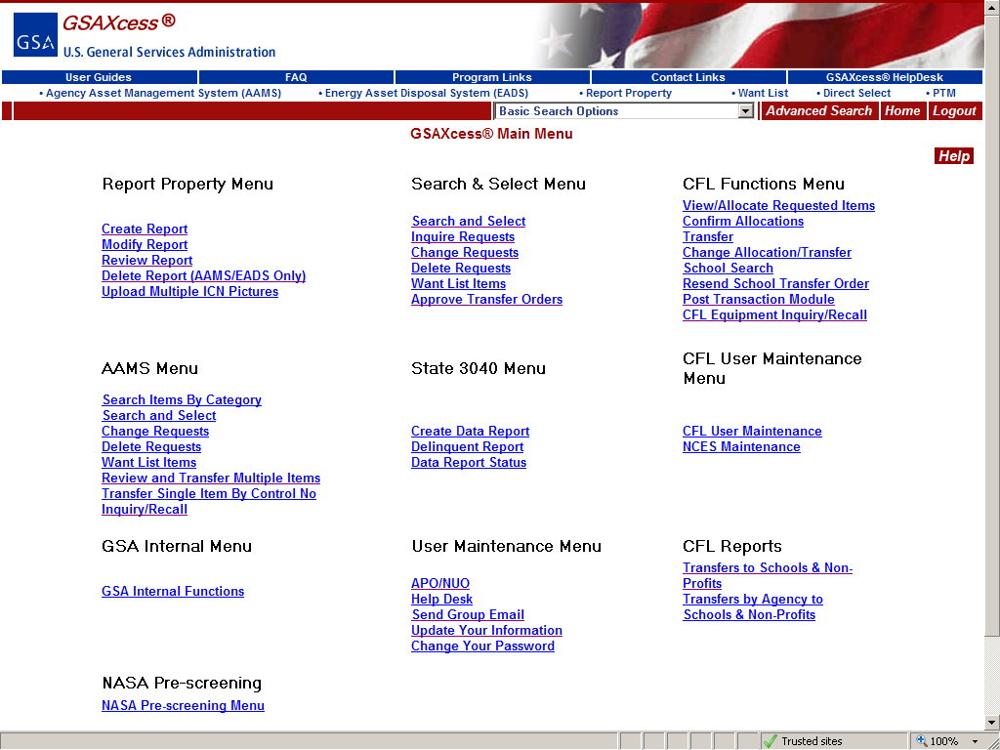 GSAXcess®
GSA
U.S. General Services Administration
User Guides FAQ Program Links Contact Links GSAXcess® HelpDesk
• Agency Asset Management System (AAMS) • Energy Asset Disposal System (EADS) • Report Property • Want List • Direct Select • PTM
Basic Search Options Advanced Search Home Logout
GSAXcess® Main Menu
Help
Report Property Menu
Create Report
Modify Report
Review Report
Delete Report (AAMS/EADS Only)
Upload Multiple ICN Pictures
Search & Select Menu
Search and Select
Inquire Requests
Change Requests
Delete Requests
Want List Items
Approve Transfer Orders
CFL Functions Menu
View/Allocate Requested Items
Confirm Allocations
Transfer
Change Allocation/Transfer
School Search
Resend School Transfer Order
Post Transaction Module
CFL Equipment Inquiry/Recall
AAMS Menu
Search Items By Category
Search and Select
Change Requests
Delete Requests
Want List Items
Review and Transfer Multiple Items
Transfer Single Item By Control No
Inquiry/Recall
State 3040 Menu
Create Data Report
Delinquent Report
Data Report Status
CFL User Maintenance
Menu
CFL User Maintenance
NCES Maintenance
GSA Internal Menu
GSA Internal Functions
User Maintenance Menu
APO/NUO
Help Desk
Send Group Email
Update Your Information
Change Your Password
CFL Reports
Transfers to Schools & Non-
Profits
Transfers by Agency to
Schools & Non-Profits
NASA Pre-screening
NASA Pre-screening Menu
Trusted sites 100%